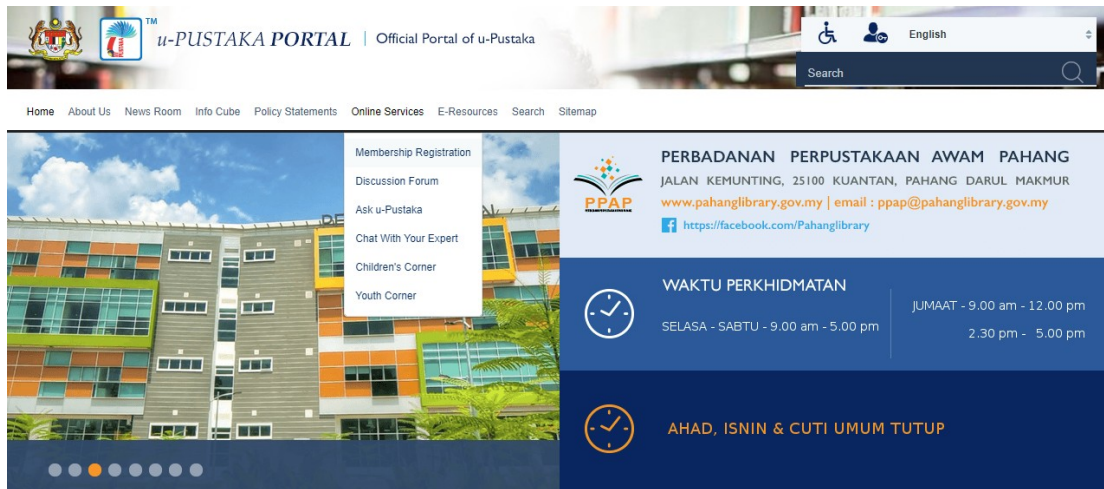 TM
u-PUSTAKA PORTAL | Official Portal of u-Pustaka
English
Search
Home About Us News Room Info Cube Policy Statements Online Services E-Resources Search Sitemap
Membership Registration
Discussion Forum
Ask u-Pustaka
Chat With Your Expert
Children's Corner
Youth Corner
PPAP
PERBADANAN PERPUSTAKAAN AWAM PAHANG
JALAN KEMUNTING, 25100 KUANTAN, PAHANG DARUL MAKMUR
www.pahanglibrary.gov.my | email : ppap@pahanglibrary.gov.my
https://facebook.com/Pahanglibrary
WAKTU PERKHIDMATAN
SELASA - SABTU - 9.00 am - 5.00 pm
JUMAAT - 9.00 am - 12.00 pm
2.30 pm - 5.00 pm
AHAD, ISNIN & CUTI UMUM TUTUP